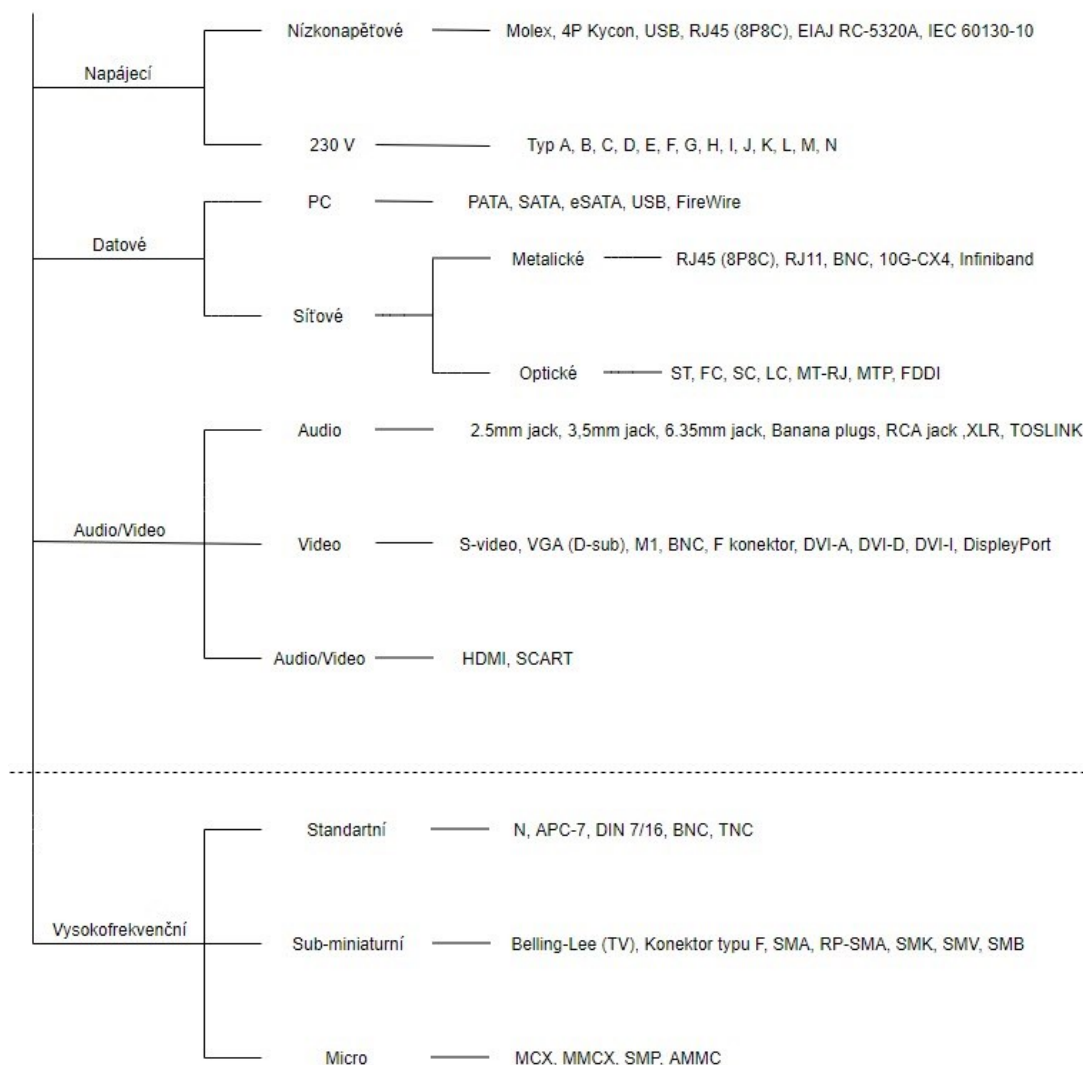 Nízkonapěťové Molex, 4P Kycon, USB, RJ45 (8P8C), EIAJ RC-5320A, IEC 60130-10
Napájecí
230 V Typ A, B, C, D, E, F, G, H, I, J, K, L, M, N
PC PATA, SATA, eSATA, USB, FireWire
Datové
Metalické RJ45 (8P8C), RJ11, BNC, 10G-CX4, Infiniband
Síťové
Optické ST, FC, SC, LC, MT-RJ, MTP, FDDI
Audio 2.5mm jack, 3,5mm jack, 6.35mm jack, Banana plugs, RCA jack ,XLR, TOSLINK
Audio/Video
Video S-video, VGA (D-sub), M1, BNC, F konektor, DVI-A, DVI-D, DVI-I, DispleyPort
Audio/Video HDMI, SCART
Standartní N, APC-7, DIN 7/16, BNC, TNC
Vysokofrekvenční
Sub-miniaturní Belling-Lee (TV), Konektor typu F, SMA, RP-SMA, SMK, SMV, SMB
Micro MCX, MMCX, SMP, AMMC